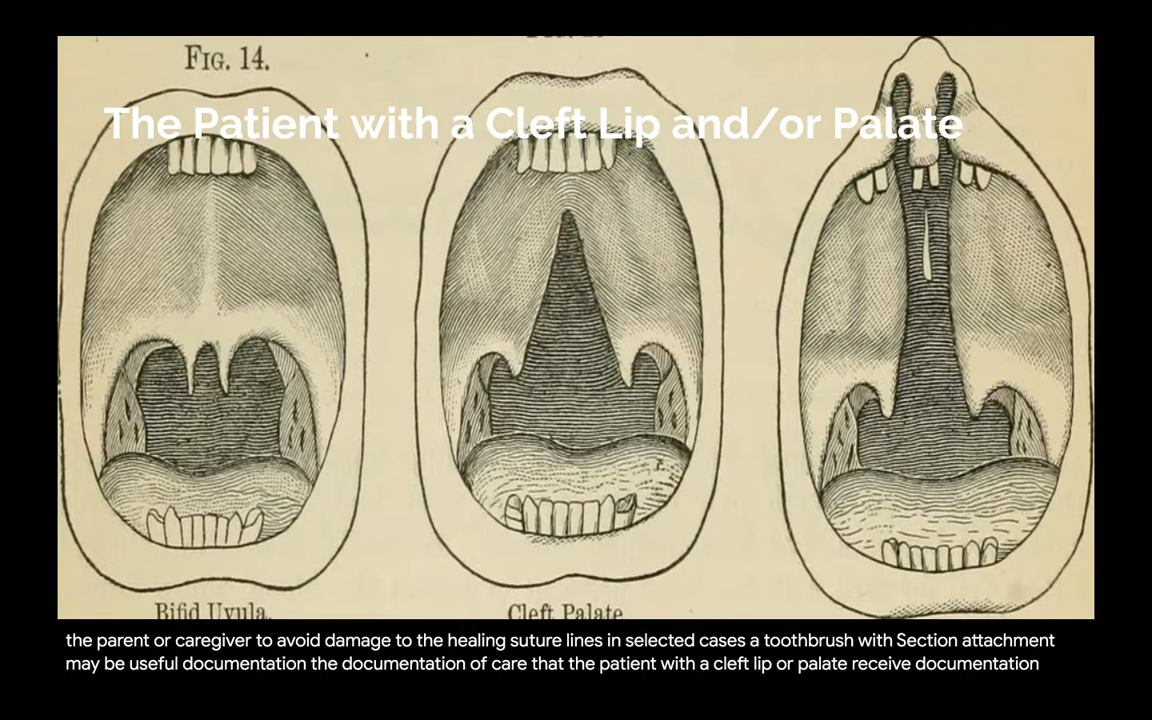 FIG. 14.
The Patient with a Cleft Lip and/or Palate
Bifid Uvula.
Cleft Palate
the parent or caregiver to avoid damage to the healing suture lines in selected cases a toothbrush with Section attachment
may be useful documentation the documentation of care that the patient with a cleft lip or palate receive documentation